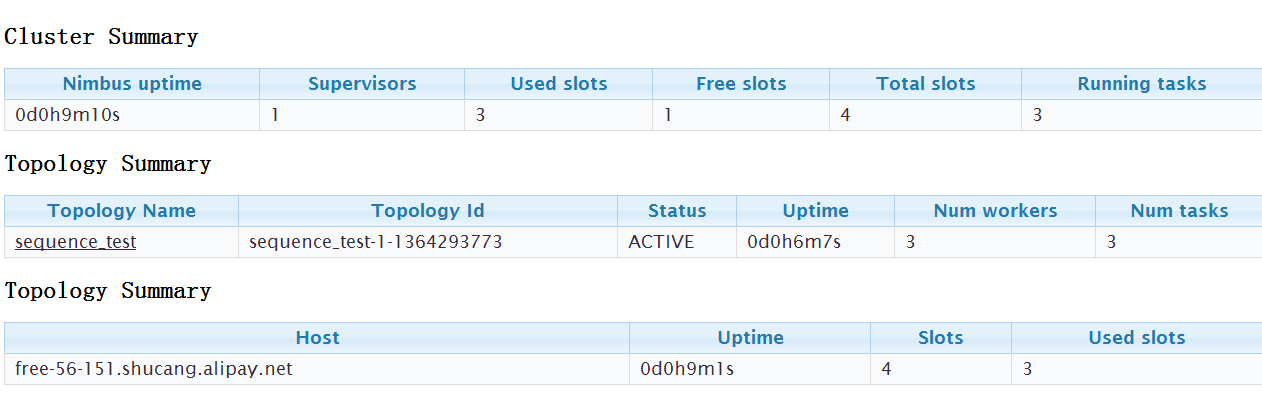 Cluster Summary
Nimbus uptime Supervisors Used slots Free slots Total slots Running tasks
0d0h9m10s 1 3 1 4 3
Topology Summary
Topology Name Topology Id Status Uptime Num workers Num tasks
sequence_test sequence_test-1-1364293773 ACTIVE 0d0h6m7s 3 3
Topology Summary
Host Uptime Slots Used slots
free-56-151.shucang.alipay.net 0d0h9m1s 4 3